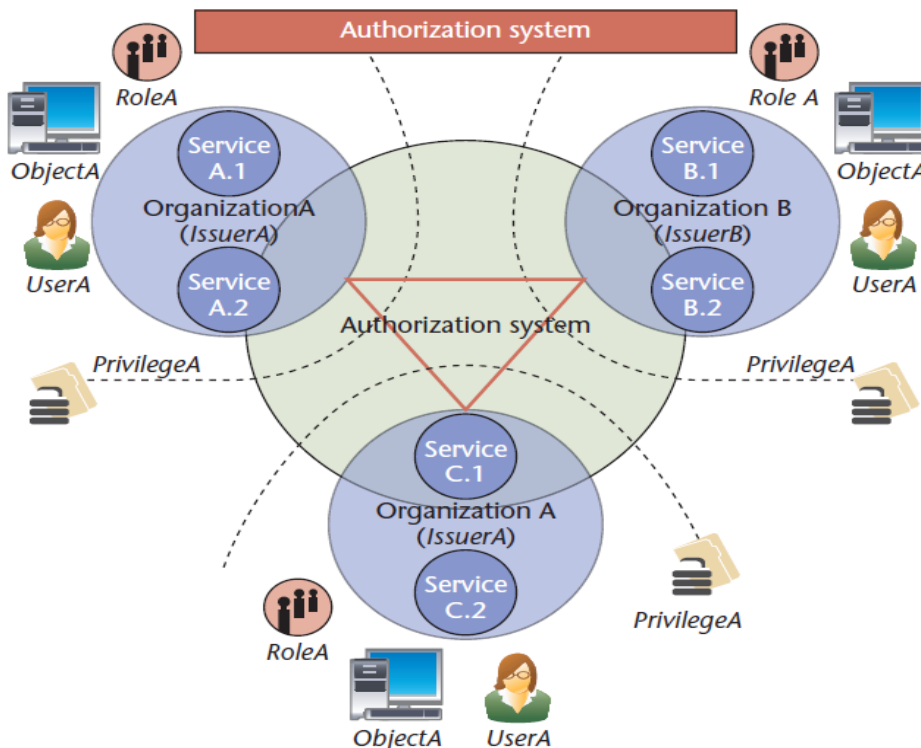 Authorization system
RoleA
Role A
ObjectA
Service
A.1
OrganizationA
(IssuerA)
Service
A.2
UserA
Service
B.1
Organization B
(IssuerB)
Service
B.2
ObjectA
UserA
Authorization system
PrivilegeA
PrivilegeA
Service
C.1
Organization A
(IssuerA)
Service
C.2
RoleA
PrivilegeA
ObjectA
UserA